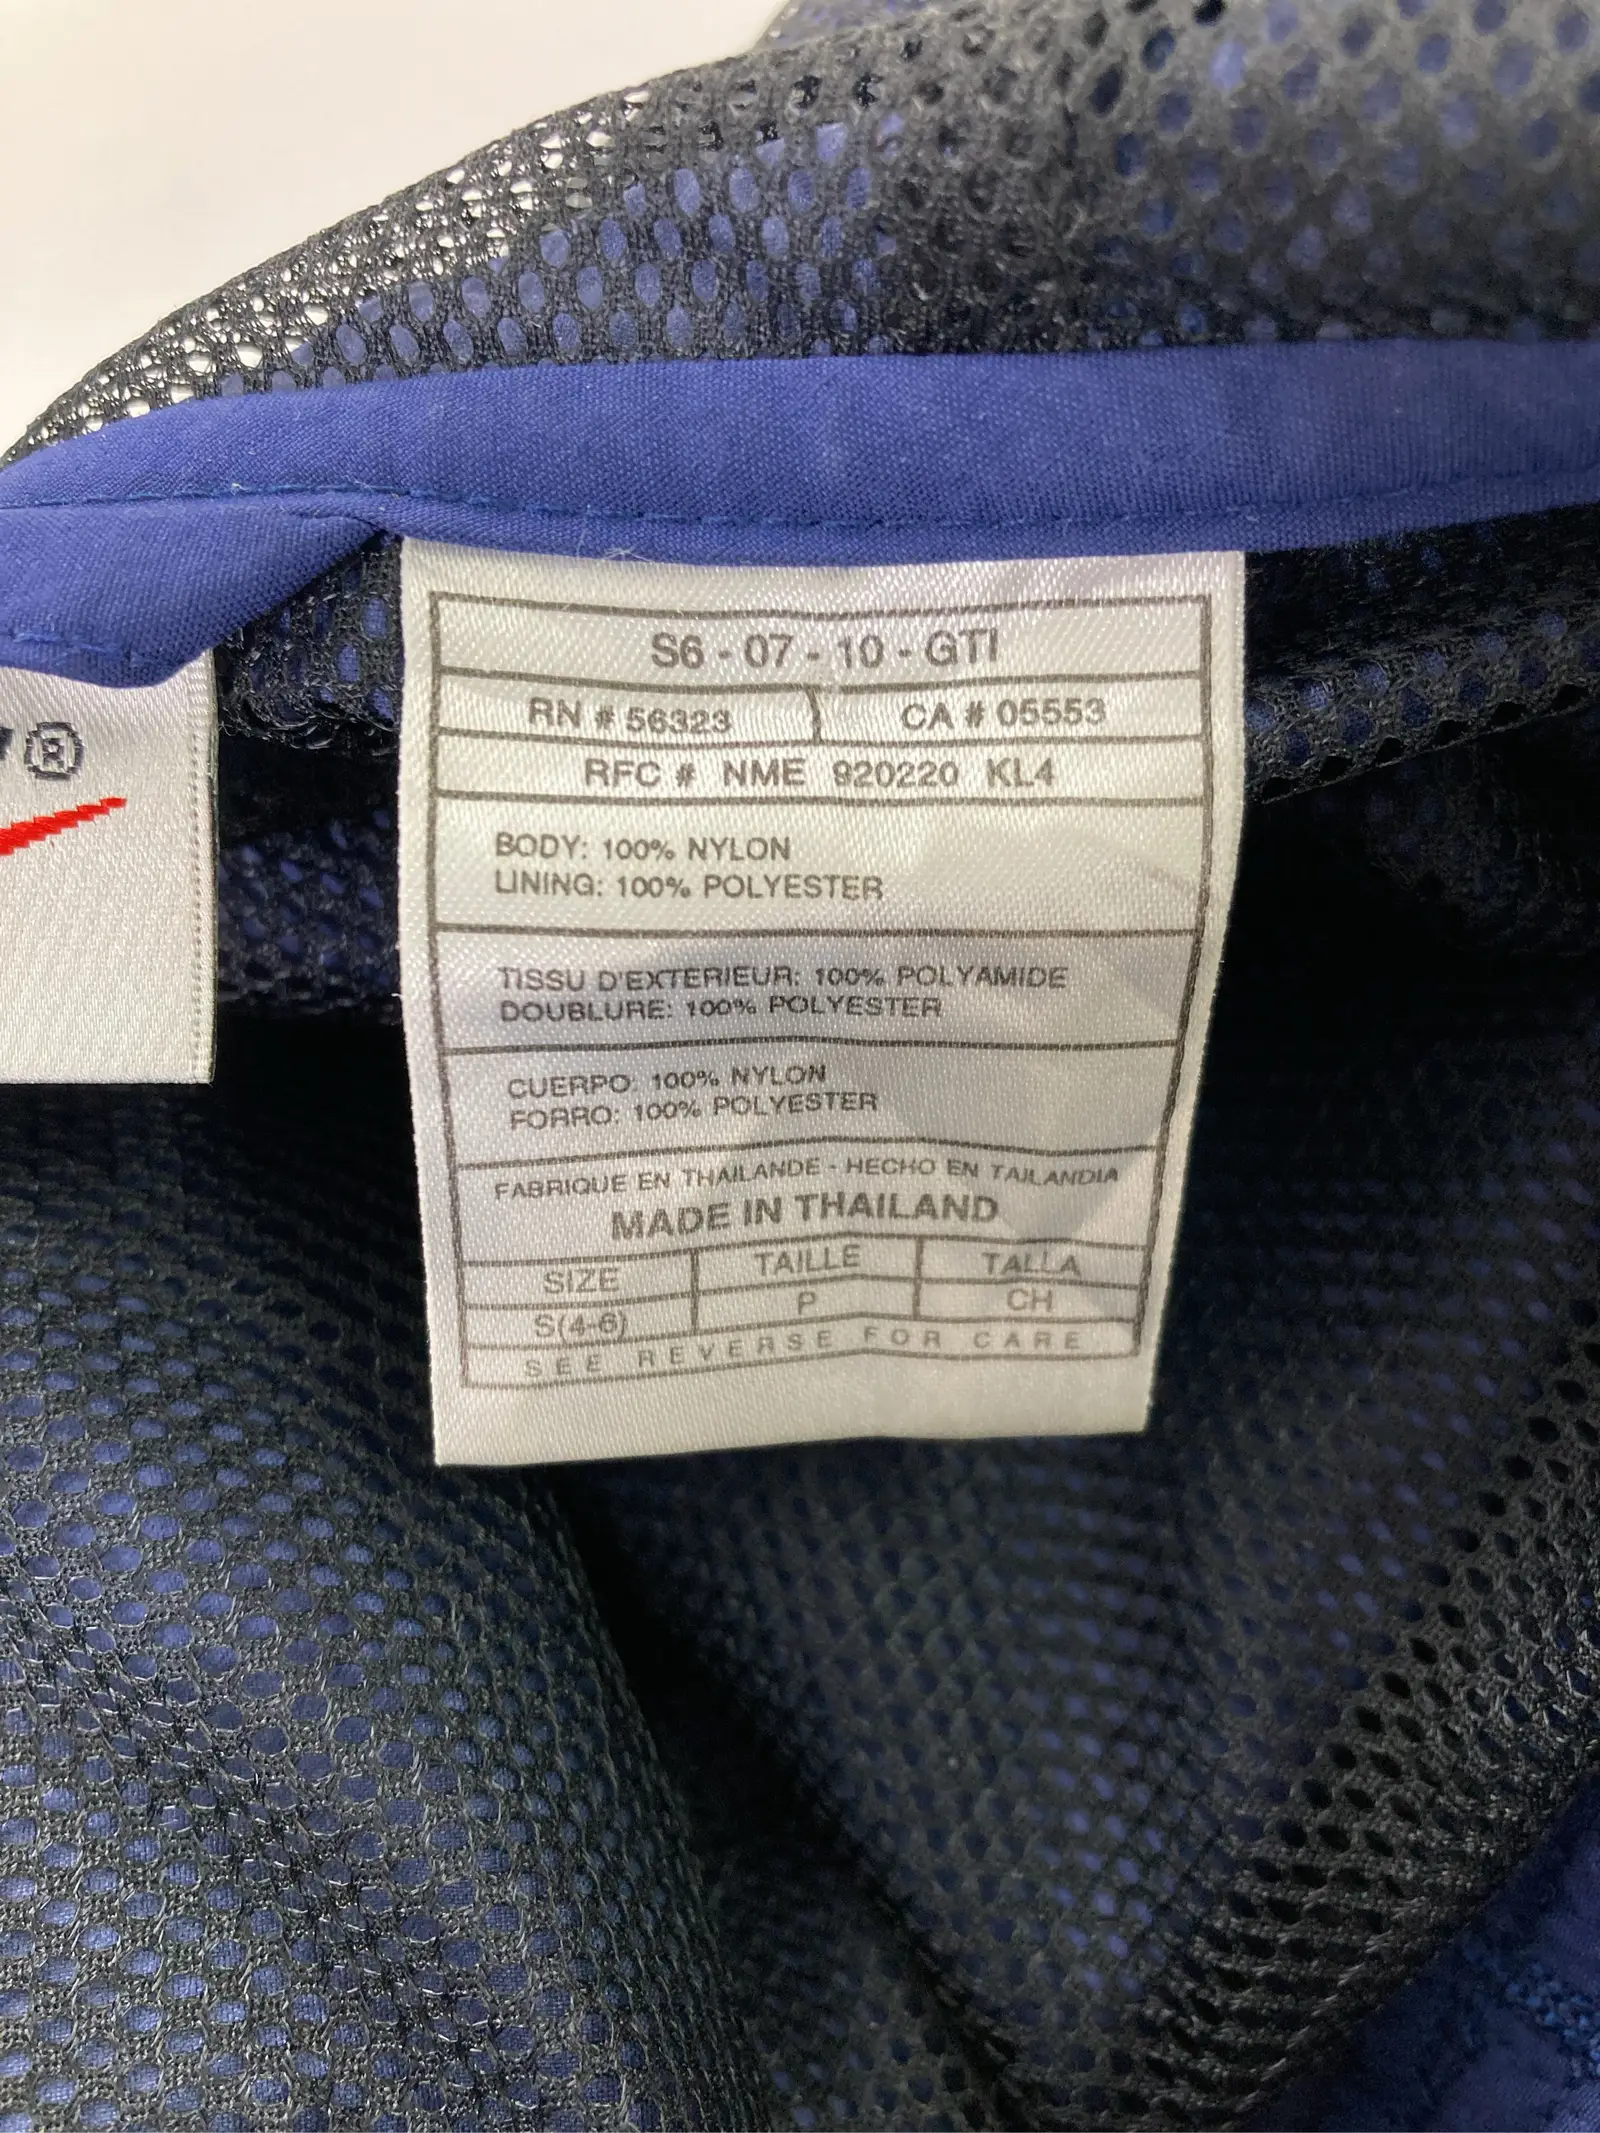 S6 - 07 - 10 - GTI
RN # 56323 CA # 05553
RFC # NME 920220 KL4
BODY: 100% NYLON
LINING: 100% POLYESTER
TISSU D'EXTERIEUR: 100% POLYAMIDE
DOUBLURE: 100% POLYESTER
CUERPO: 100% NYLON
FORRO: 100% POLYESTER
FABRIQUE EN THAILANDE - HECHO EN TAILANDIA
MADE IN THAILAND
SIZE TAILLE TALLA
S(4-6) P CH
SEE REVERSE FOR CARE
®